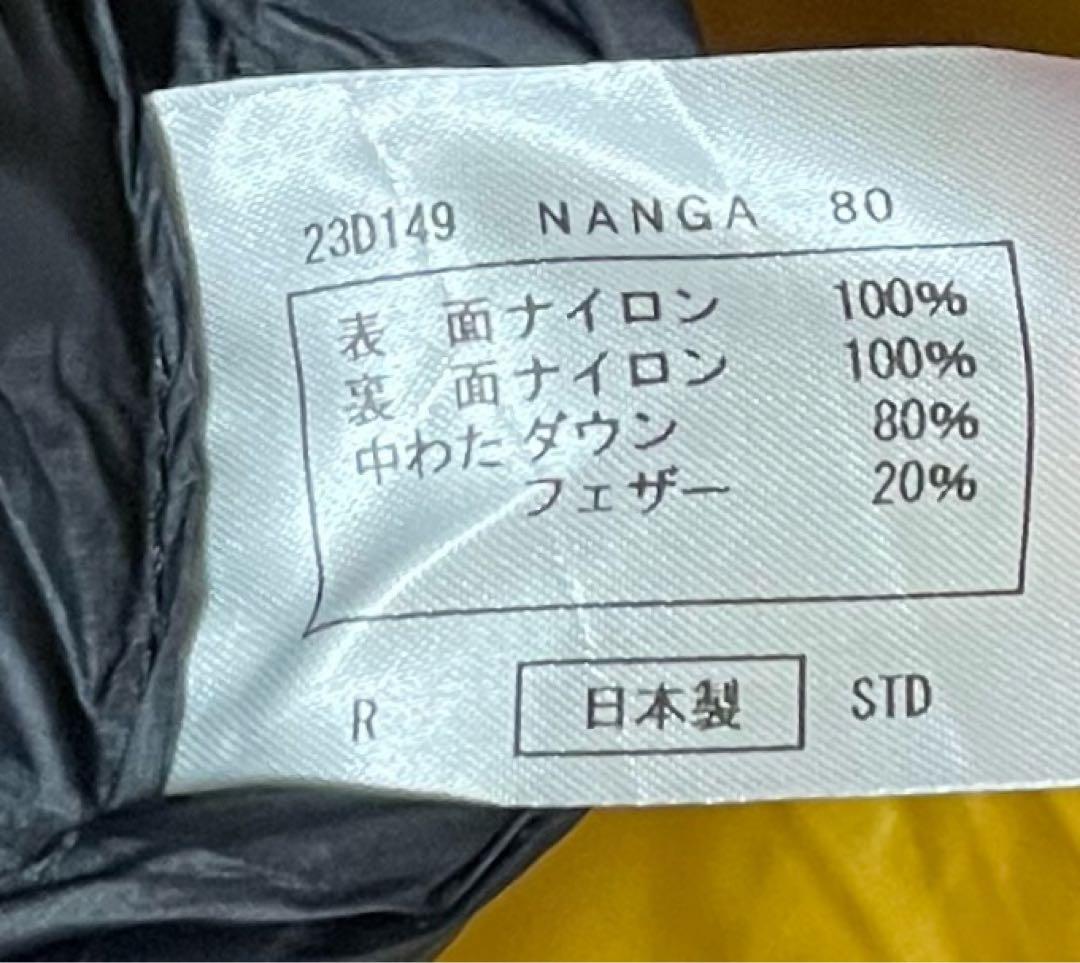 23D149 NANGA 80
表 面 ナイロン 100%
裏 面 ナイロン 100%
中わた ダウン 80%
フェザー 20%
R 日本製 STD